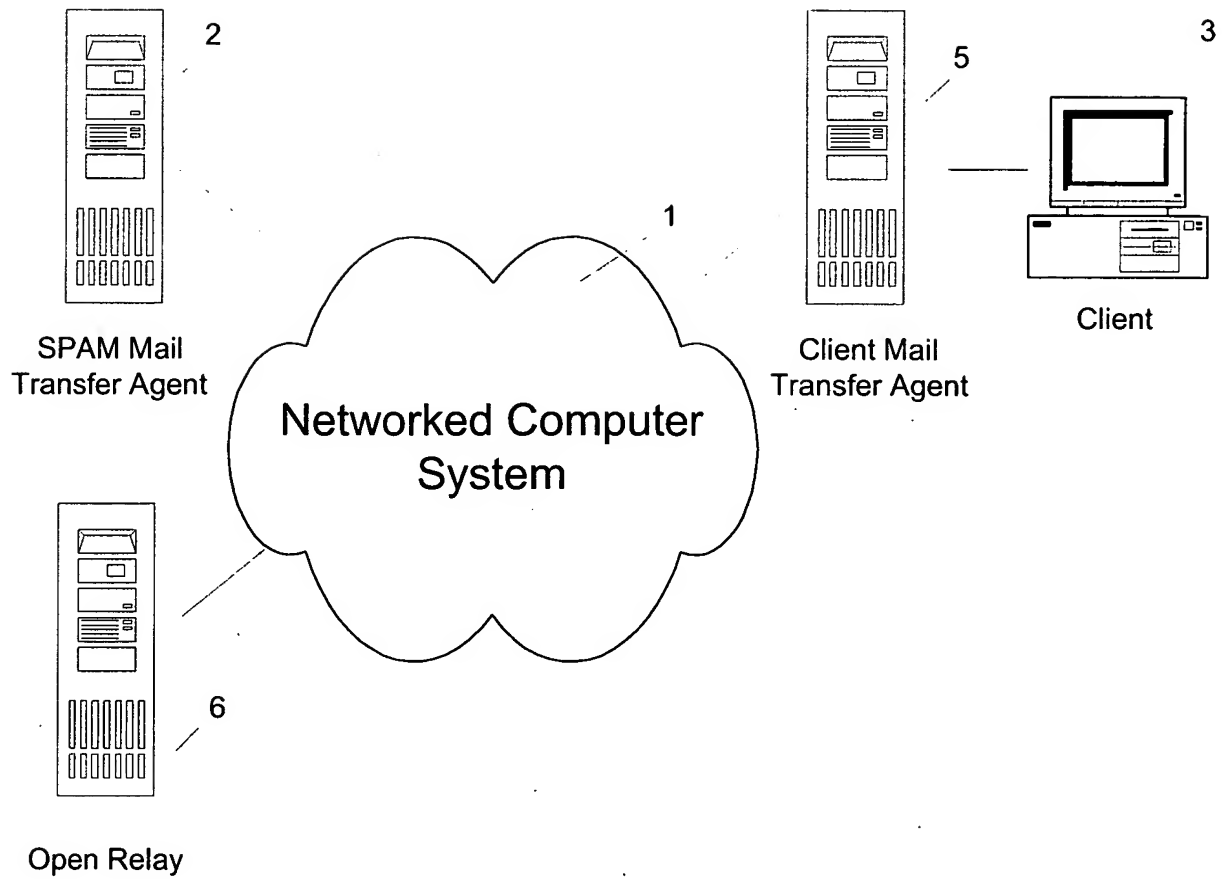 2
5
3
1
SPAM Mail
Transfer Agent
Client Mail
Transfer Agent
Client
Networked Computer
System
6
Open Relay